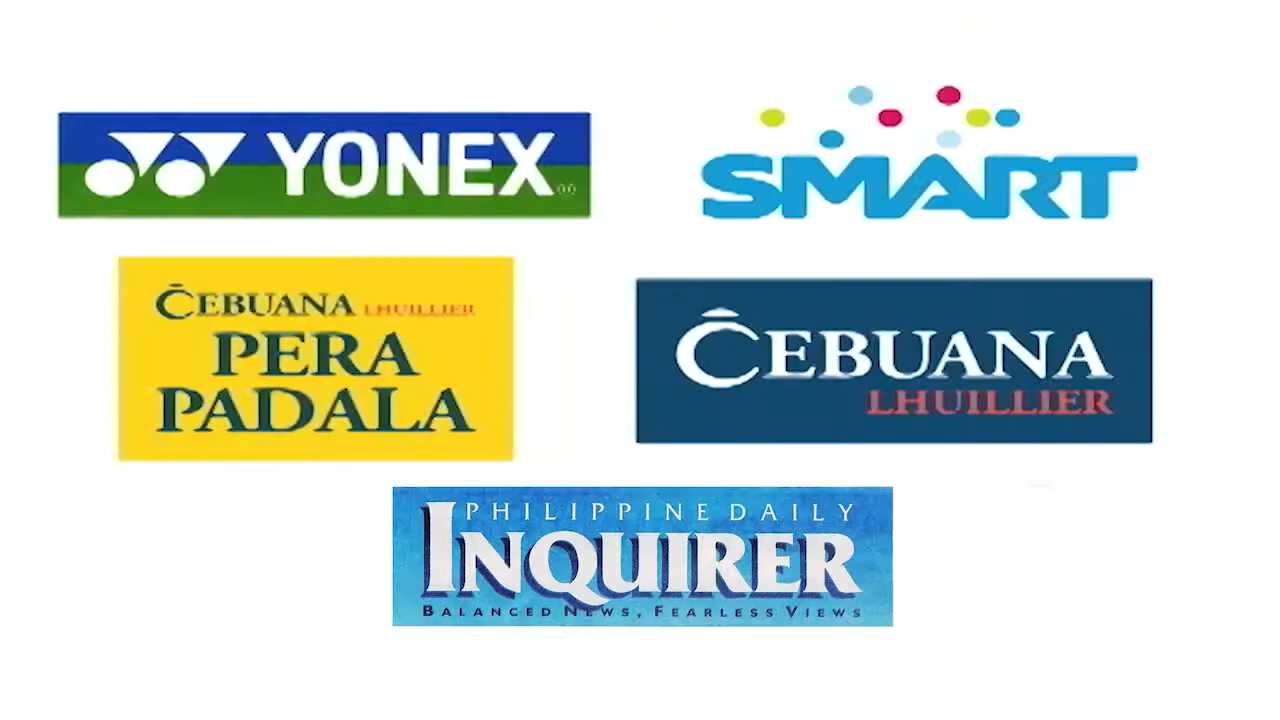 YONEX
SMART
CEBUANA LHUILLIER
PERA
PADALA
CEBUANA
LHUILLIER
PHILIPPINE DAILY
INQUIRER
BALANCED NEWS, FEARLESS VIEWS